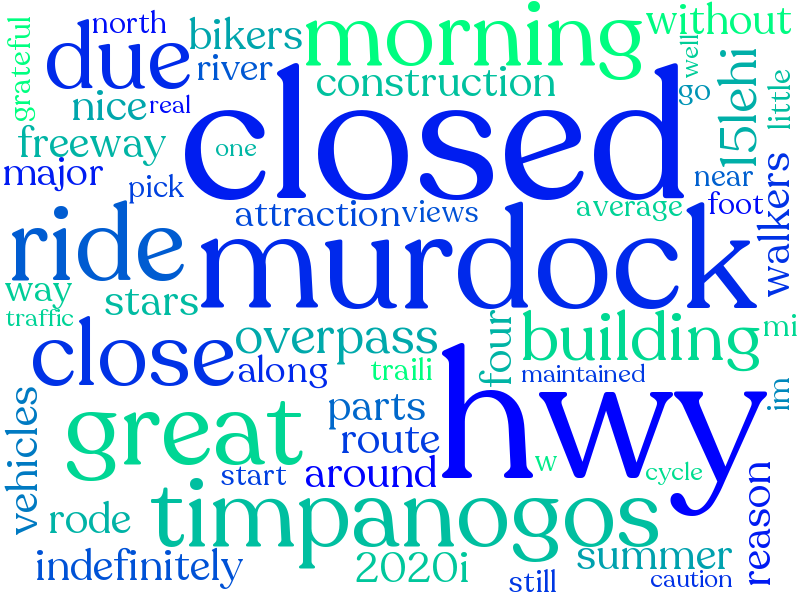 north
grateful
due
bikers
morning
without
river
nice
real
construction
well
go
15lehi
little
freeway
one
closed
major
pick
near
foot
attraction
views
average
walkers
ride
murdock
way
stars
traffic
close
overpass
along
four
building
mi
traili
maintained
im
vehicles
great
parts
route
hwy
start
around
w
cycle
reason
rode
timpanogos
indefinitely
2020i
summer
still
caution